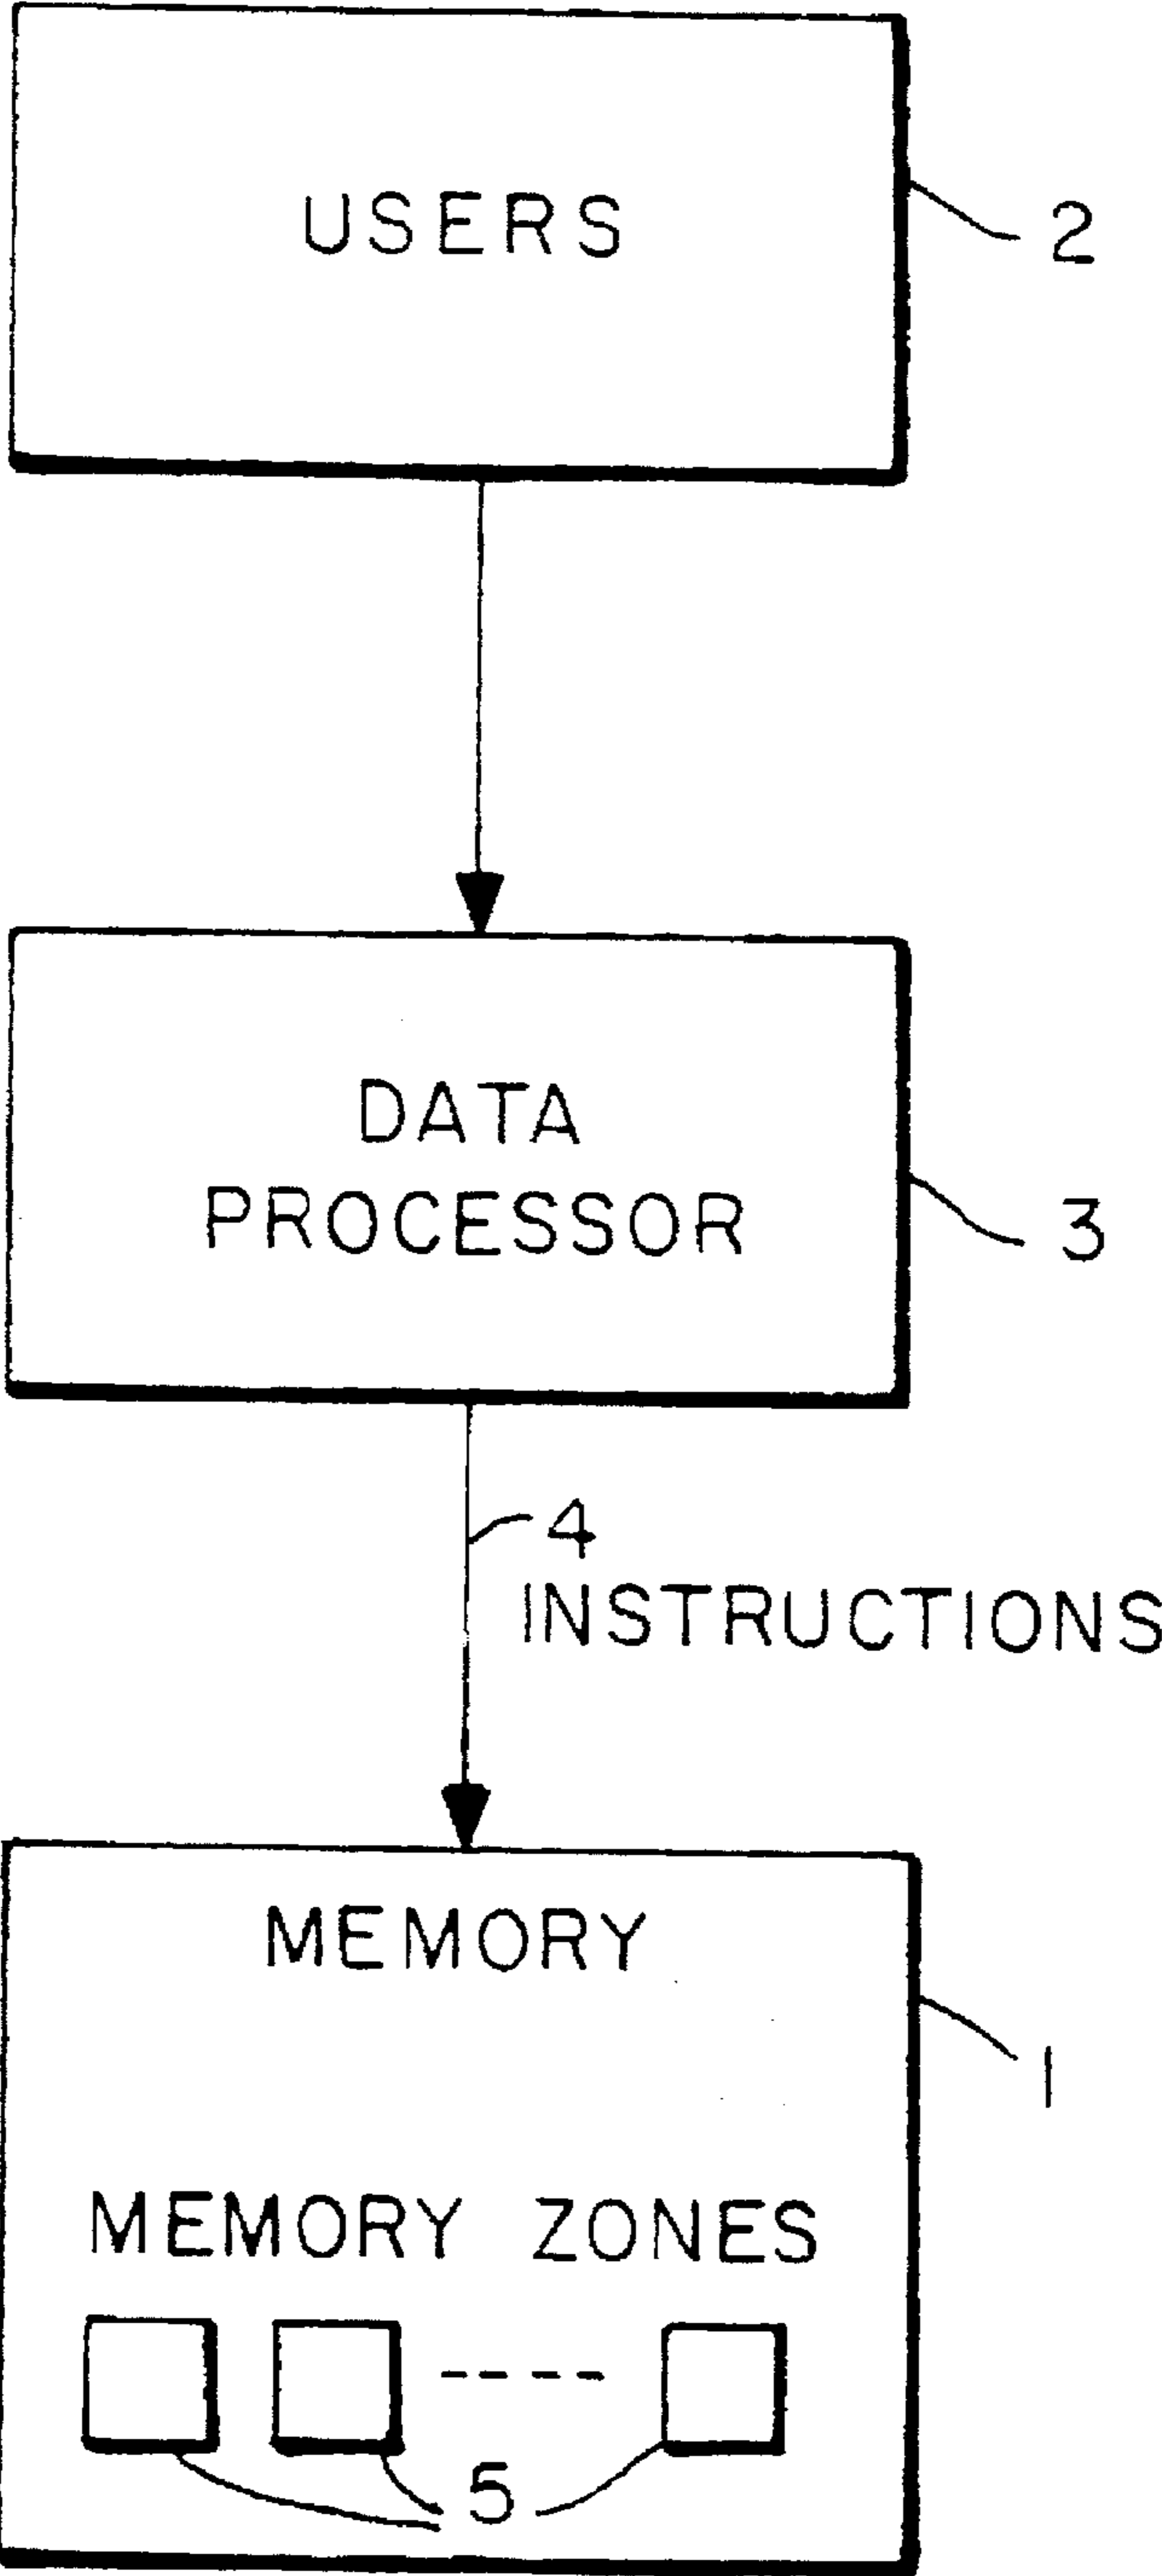 USERS
2
DATA
PROCESSOR
3
4
INSTRUCTIONS
MEMORY
1
MEMORY ZONES
5